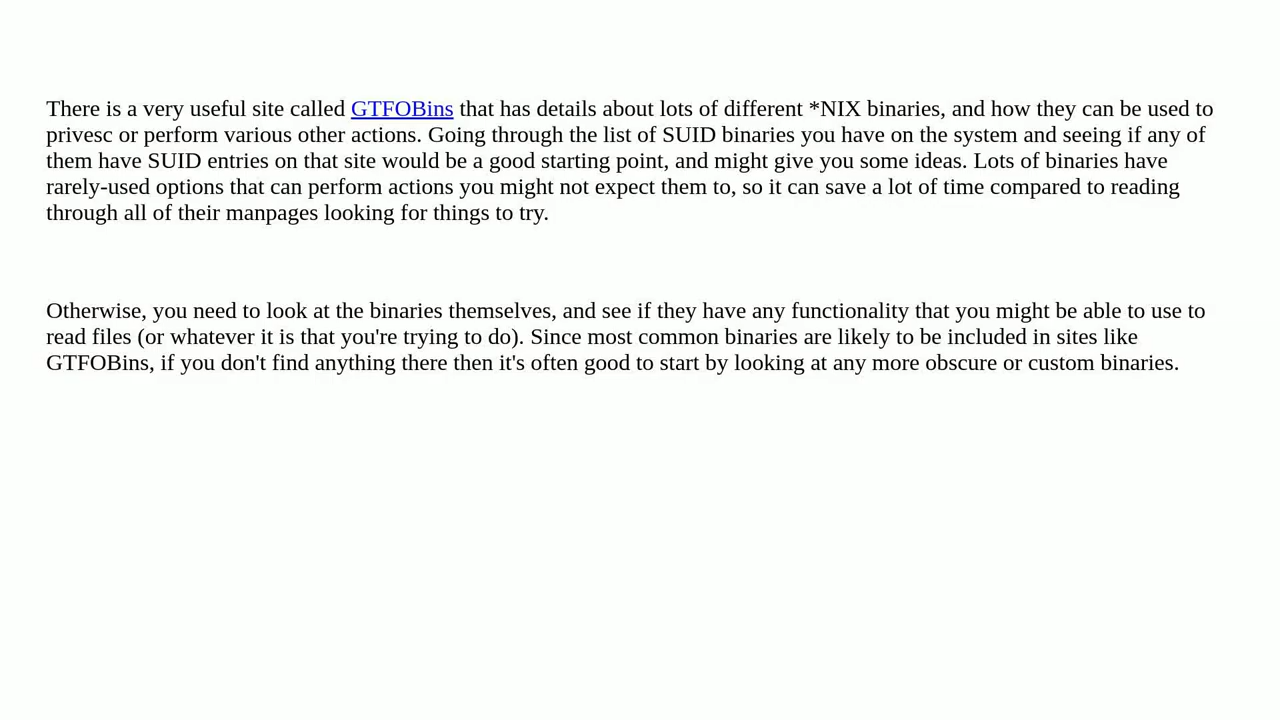 There is a very useful site called GTFOBins that has details about lots of different *NIX binaries, and how they can be used to
privesc or perform various other actions. Going through the list of SUID binaries you have on the system and seeing if any of
them have SUID entries on that site would be a good starting point, and might give you some ideas. Lots of binaries have
rarely-used options that can perform actions you might not expect them to, so it can save a lot of time compared to reading
through all of their manpages looking for things to try.
Otherwise, you need to look at the binaries themselves, and see if they have any functionality that you might be able to use to
read files (or whatever it is that you're trying to do). Since most common binaries are likely to be included in sites like
GTFOBins, if you don't find anything there then it's often good to start by looking at any more obscure or custom binaries.